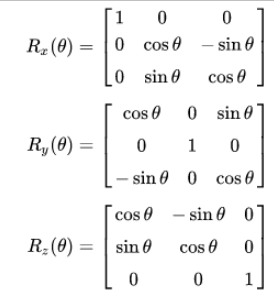 R_x(θ) = [ 1 0 0
0 cos θ − sin θ
0 sin θ cos θ ]
R_y(θ) = [ cos θ 0 sin θ
0 1 0
− sin θ 0 cos θ ]
R_z(θ) = [ cos θ − sin θ 0
sin θ cos θ 0
0 0 1 ]